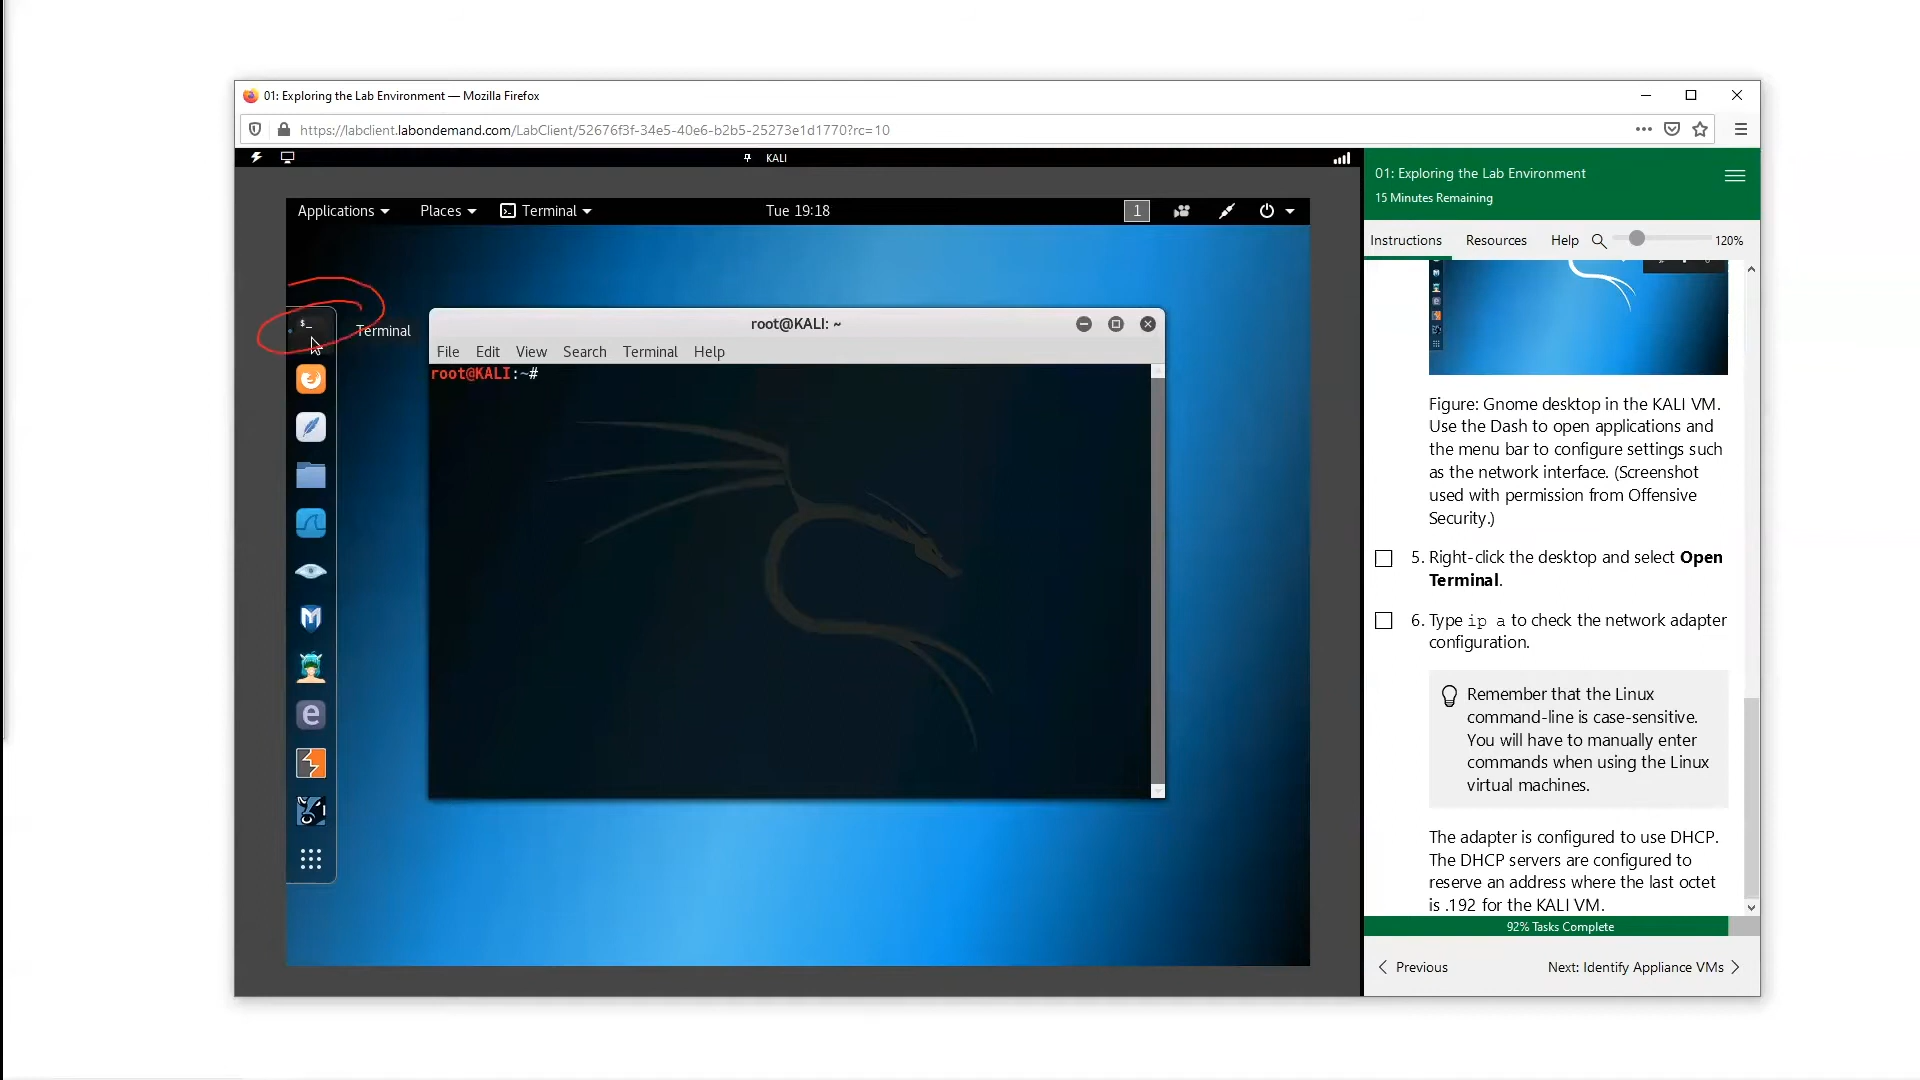 01: Exploring the Lab Environment — Mozilla Firefox
https://labclient.labondemand.com/LabClient/52676f3f-34e5-40e6-b2b5-25273e1d1770?rc=10
KALI
Applications Places Terminal Tue 19:18 1
$_
Terminal
root@KALI: ~
File Edit View Search Terminal Help
root@KALI:~#
01: Exploring the Lab Environment
15 Minutes Remaining
Instructions Resources Help 120%
Figure: Gnome desktop in the KALI VM.
Use the Dash to open applications and
the menu bar to configure settings such
as the network interface. (Screenshot
used with permission from Offensive
Security.)
5. Right-click the desktop and select Open
Terminal.
6. Type ip a to check the network adapter
configuration.
Remember that the Linux
command-line is case-sensitive.
You will have to manually enter
commands when using the Linux
virtual machines.
The adapter is configured to use DHCP.
The DHCP servers are configured to
reserve an address where the last octet
is .192 for the KALI VM.
92% Tasks Complete
Previous Next: Identify Appliance VMs